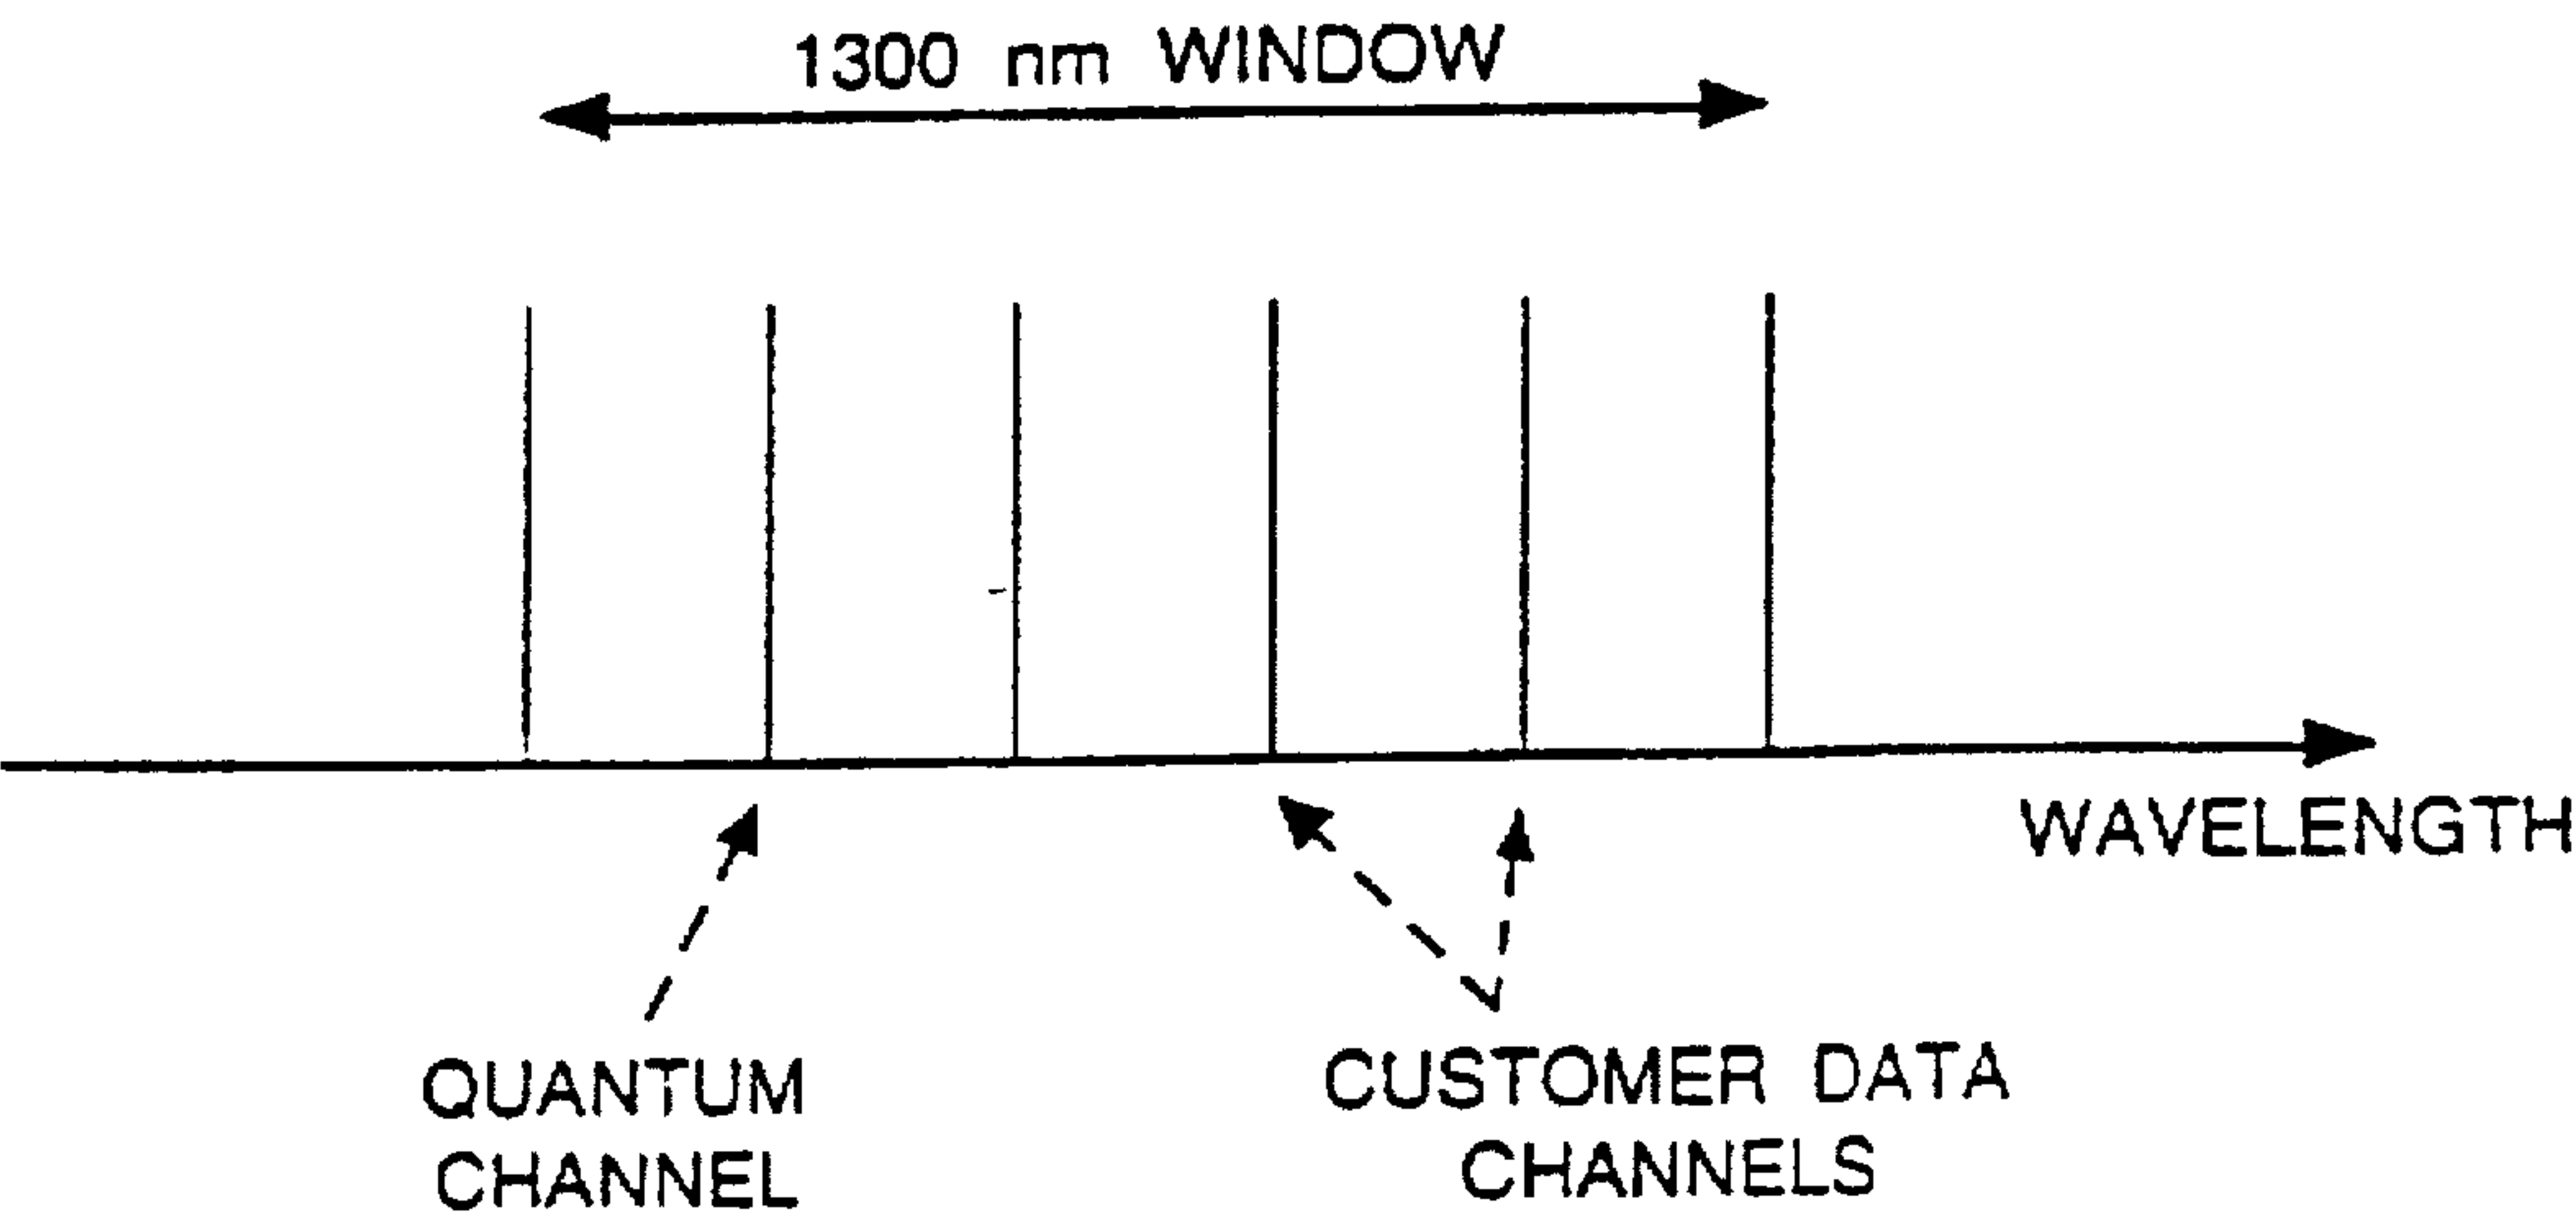 1300 nm WINDOW
WAVELENGTH
QUANTUM
CHANNEL
CUSTOMER DATA
CHANNELS